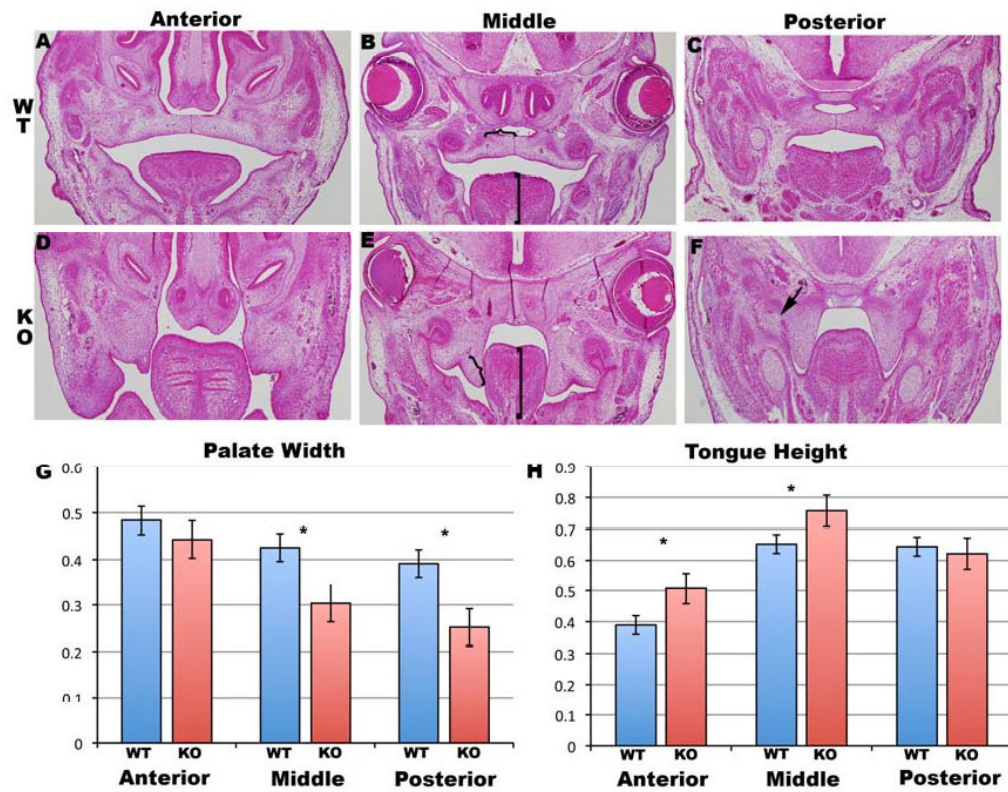 Anterior Middle Posterior
A B C
W
T
D E F
K
O
G Palate Width
H Tongue Height
0.5
0.4
0.3
0.2
0.1
0
WT KO WT KO WT KO
Anterior Middle Posterior
0.9
0.8
0.7
0.6
0.5
0.4
0.3
0.2
0.1
0
* * * *
WT KO WT KO WT KO
Anterior Middle Posterior